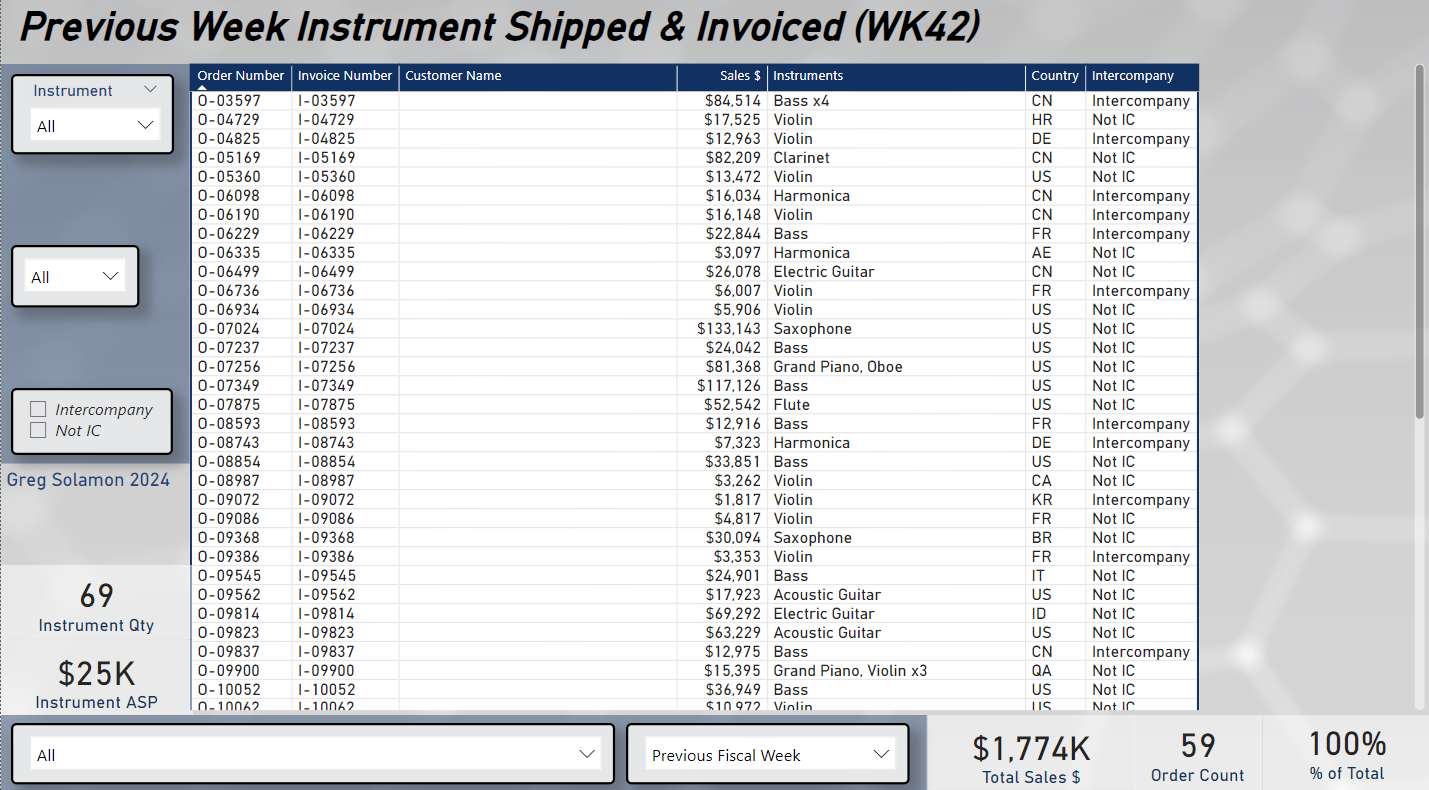 Previous Week Instrument Shipped & Invoiced (WK42)
Instrument
All
All
Intercompany
Not IC
Greg Solamon 2024
69
Instrument Qty
$25K
Instrument ASP
Order Number Invoice Number Customer Name Sales $ Instruments Country Intercompany
O-03597 I-03597 $84,514 Bass x4 CN Intercompany
O-04729 I-04729 $17,525 Violin HR Not IC
O-04825 I-04825 $12,963 Violin DE Intercompany
O-05169 I-05169 $82,209 Clarinet CN Not IC
O-05360 I-05360 $13,472 Violin US Not IC
O-06098 I-06098 $16,034 Harmonica CN Intercompany
O-06190 I-06190 $16,148 Violin CN Intercompany
O-06229 I-06229 $22,844 Bass FR Intercompany
O-06335 I-06335 $3,097 Harmonica AE Not IC
O-06499 I-06499 $26,078 Electric Guitar CN Not IC
O-06736 I-06736 $6,007 Violin FR Intercompany
O-06934 I-06934 $5,906 Violin US Not IC
O-07024 I-07024 $133,143 Saxophone US Not IC
O-07237 I-07237 $24,042 Bass US Not IC
O-07256 I-07256 $81,368 Grand Piano, Oboe US Not IC
O-07349 I-07349 $117,126 Bass US Not IC
O-07875 I-07875 $52,542 Flute US Not IC
O-08593 I-08593 $12,916 Bass FR Intercompany
O-08743 I-08743 $7,323 Harmonica DE Intercompany
O-08854 I-08854 $33,851 Bass US Not IC
O-08987 I-08987 $3,262 Violin CA Not IC
O-09072 I-09072 $1,817 Violin KR Intercompany
O-09086 I-09086 $4,817 Violin FR Not IC
O-09368 I-09368 $30,094 Saxophone BR Not IC
O-09386 I-09386 $3,353 Violin FR Intercompany
O-09545 I-09545 $24,901 Bass IT Not IC
O-09562 I-09562 $17,923 Acoustic Guitar US Not IC
O-09814 I-09814 $69,292 Electric Guitar ID Not IC
O-09823 I-09823 $63,229 Acoustic Guitar US Not IC
O-09837 I-09837 $12,975 Bass CN Intercompany
O-09900 I-09900 $15,395 Grand Piano, Violin x3 QA Not IC
O-10052 I-10052 $36,949 Bass US Not IC
O-10062 I-10062 $10,972 Violin US Not IC
All
Previous Fiscal Week
$1,774K
Total Sales $
59
Order Count
100%
% of Total